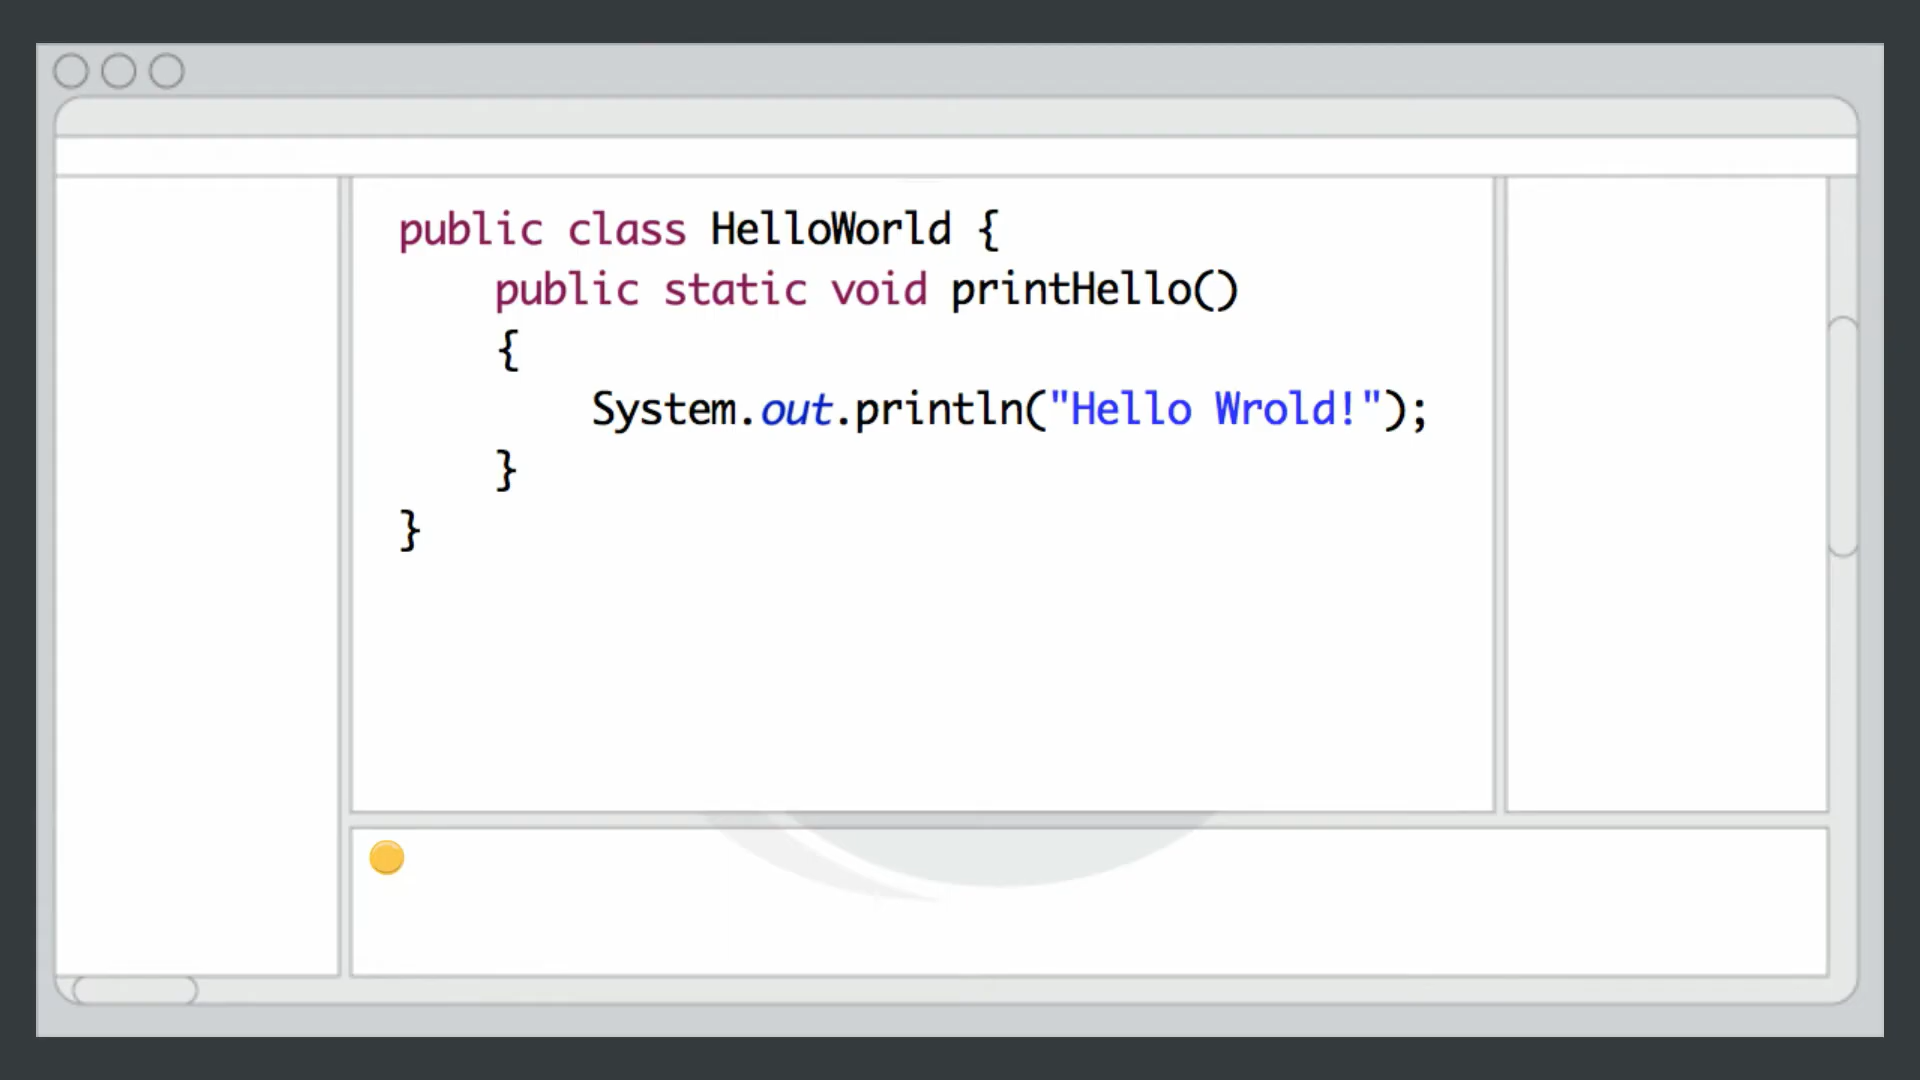 public class HelloWorld {
public static void printHello()
{
System.out.println("Hello Wrold!");
}
}